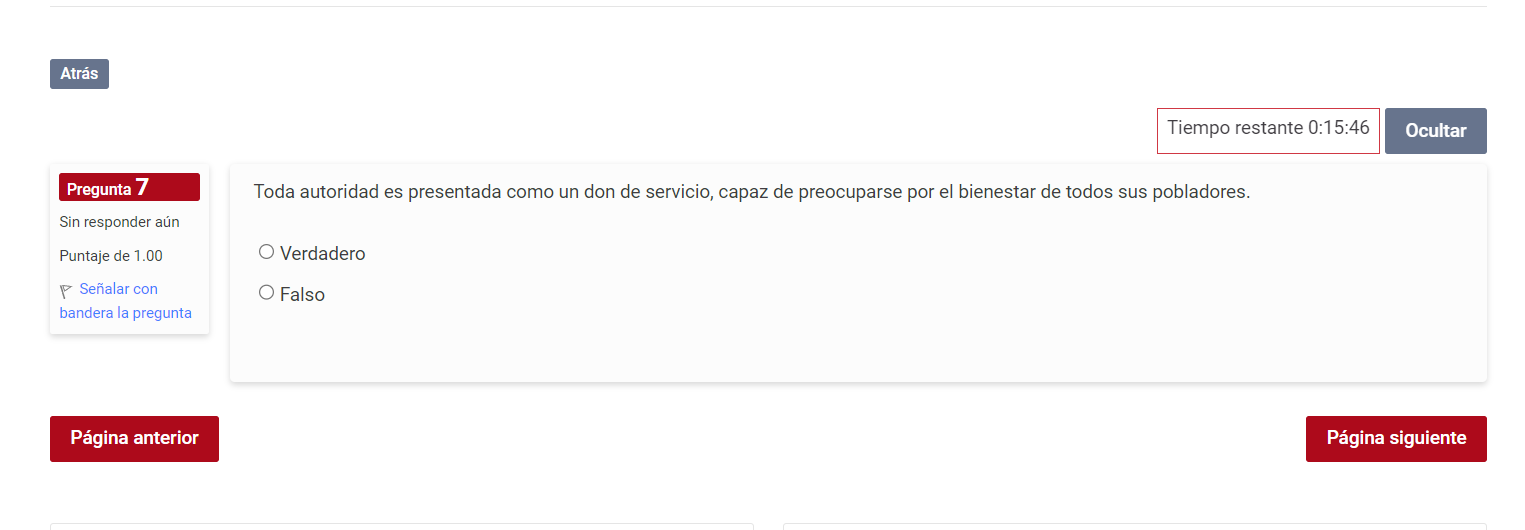 Atrás
Tiempo restante 0:15:46
Ocultar
Pregunta 7
Sin responder aún
Puntaje de 1.00
Señalar con
bandera la pregunta
Toda autoridad es presentada como un don de servicio, capaz de preocuparse por el bienestar de todos sus pobladores.
Verdadero
Falso
Página anterior
Página siguiente